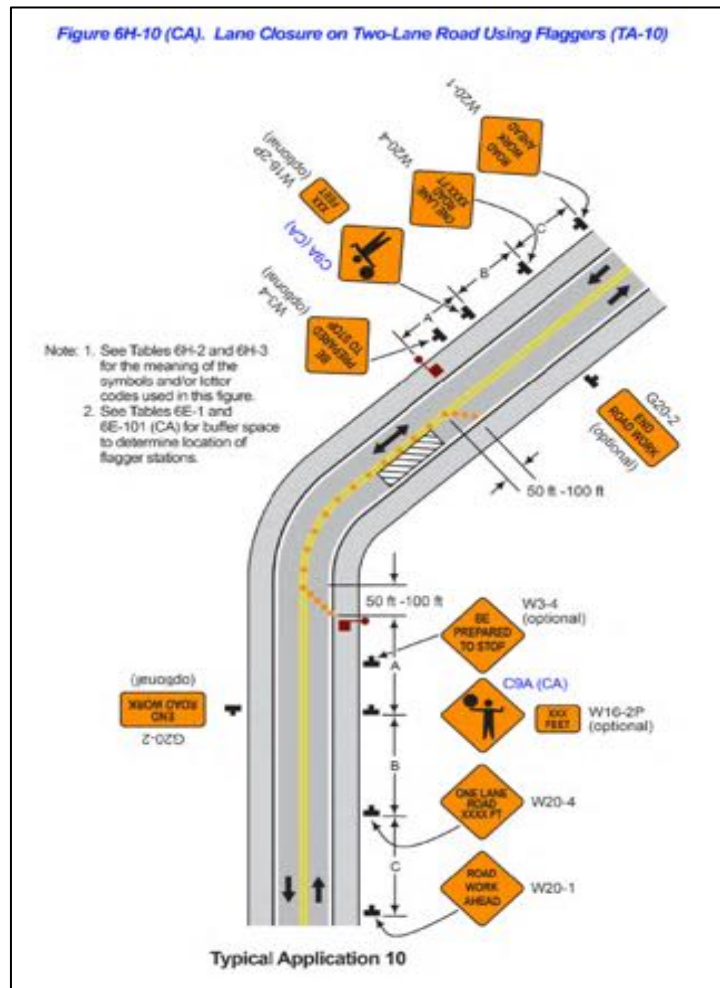 Figure 6H-10 (CA). Lane Closure on Two-Lane Road Using Flaggers (TA-10)
W20-1
ROAD
WORK
AHEAD
W20-4
ONE LANE
ROAD
XXXX FT
W16-2P
(optional)
XXX
FEET
C9A (CA)
W3-4
(optional)
BE
PREPARED
TO STOP
C
B
A
Note: 1. See Tables 6H-2 and 6H-3
for the meaning of the
symbols and/or letter
codes used in this figure.
2. See Tables 6E-1 and
6E-101 (CA) for buffer space
to determine location of
flagger stations.
G20-2
END
ROAD WORK
(optional)
50 ft -100 ft
50 ft -100 ft
BE
PREPARED
TO STOP
W3-4
(optional)
A
C9A (CA)
XXX
FEET
W16-2P
(optional)
(optional)
END
ROAD WORK
G20-2
B
ONE LANE
ROAD
XXXX FT
W20-4
C
ROAD
WORK
AHEAD
W20-1
Typical Application 10